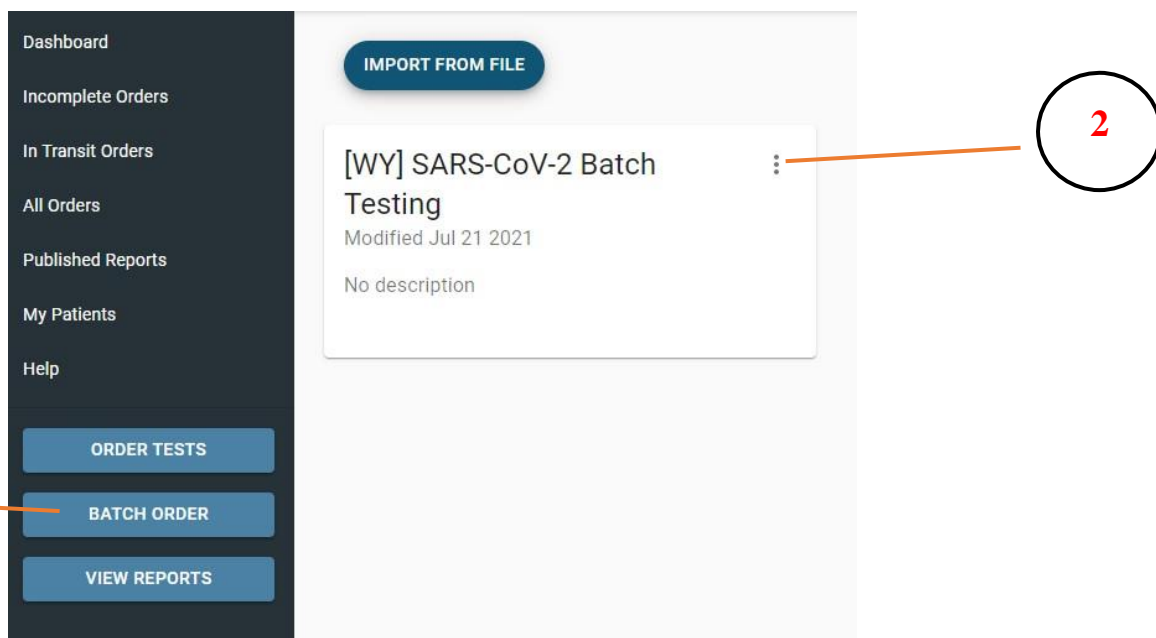 Dashboard
Incomplete Orders
In Transit Orders
All Orders
Published Reports
My Patients
Help
ORDER TESTS
BATCH ORDER
VIEW REPORTS
IMPORT FROM FILE
[WY] SARS-CoV-2 Batch
Testing
Modified Jul 21 2021
No description
2